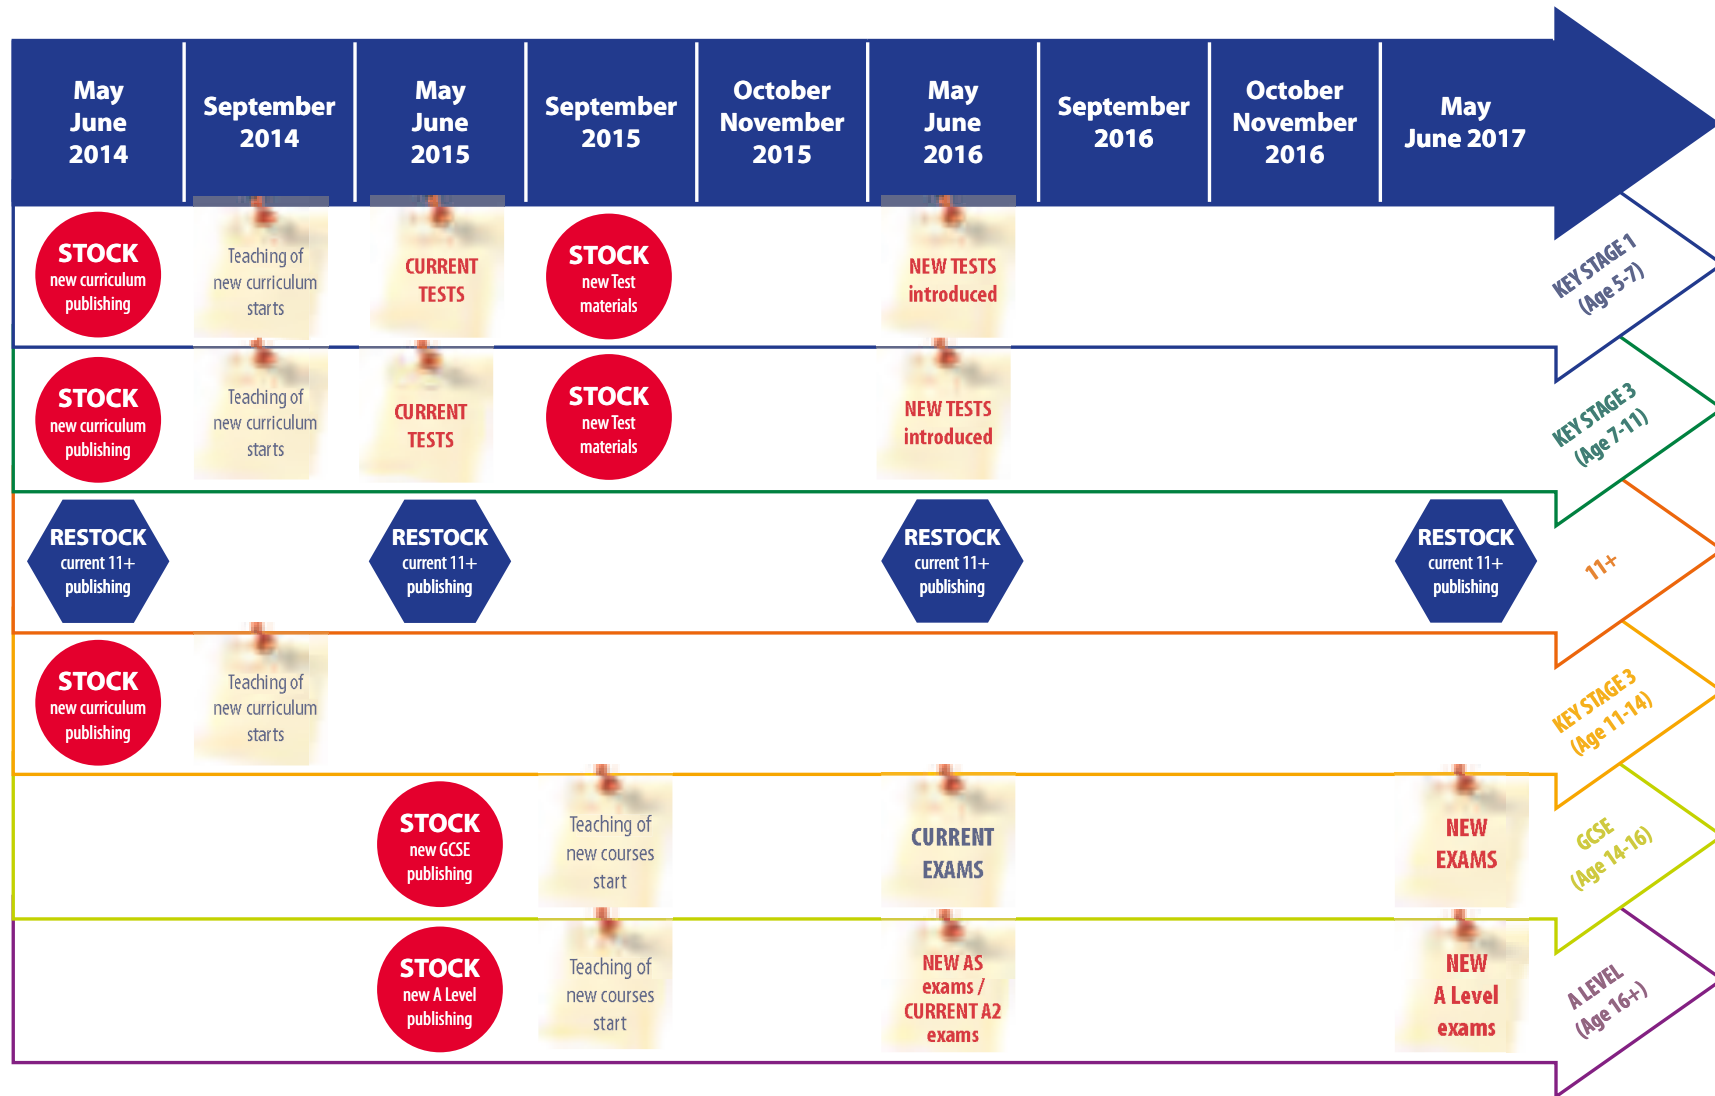 May
June
2014
September
2014
May
June
2015
September
2015
October
November
2015
May
June
2016
September
2016
October
November
2016
May
June 2017
STOCK
new curriculum
publishing
Teaching of
new curriculum
starts
CURRENT
TESTS
STOCK
new Test
materials
NEW TESTS
introduced
KEY STAGE 1
(Age 5-7)
STOCK
new curriculum
publishing
Teaching of
new curriculum
starts
CURRENT
TESTS
STOCK
new Test
materials
NEW TESTS
introduced
KEY STAGE 3
(Age 7-11)
RESTOCK
current 11+
publishing
RESTOCK
current 11+
publishing
RESTOCK
current 11+
publishing
RESTOCK
current 11+
publishing
11+
STOCK
new curriculum
publishing
Teaching of
new curriculum
starts
KEY STAGE 3
(Age 11-14)
STOCK
new GCSE
publishing
Teaching of
new courses
start
CURRENT
EXAMS
NEW
EXAMS
GCSE
(Age 14-16)
STOCK
new A Level
publishing
Teaching of
new courses
start
NEW AS
exams /
CURRENT A2
exams
NEW
A Level
exams
A LEVEL
(Age 16+)